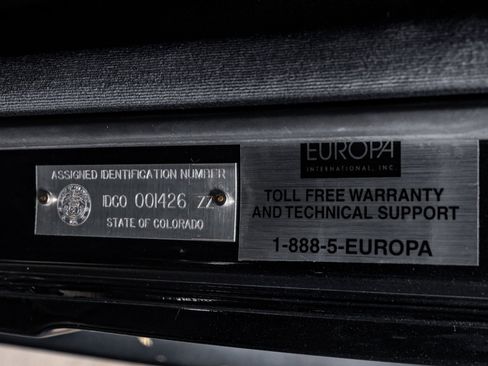 ASSIGNED IDENTIFICATION NUMBER
IDCO 001426 ZZ
STATE OF COLORADO
EUROPA
INTERNATIONAL, INC.
TOLL FREE WARRANTY
AND TECHNICAL SUPPORT
1-888-5-EUROPA